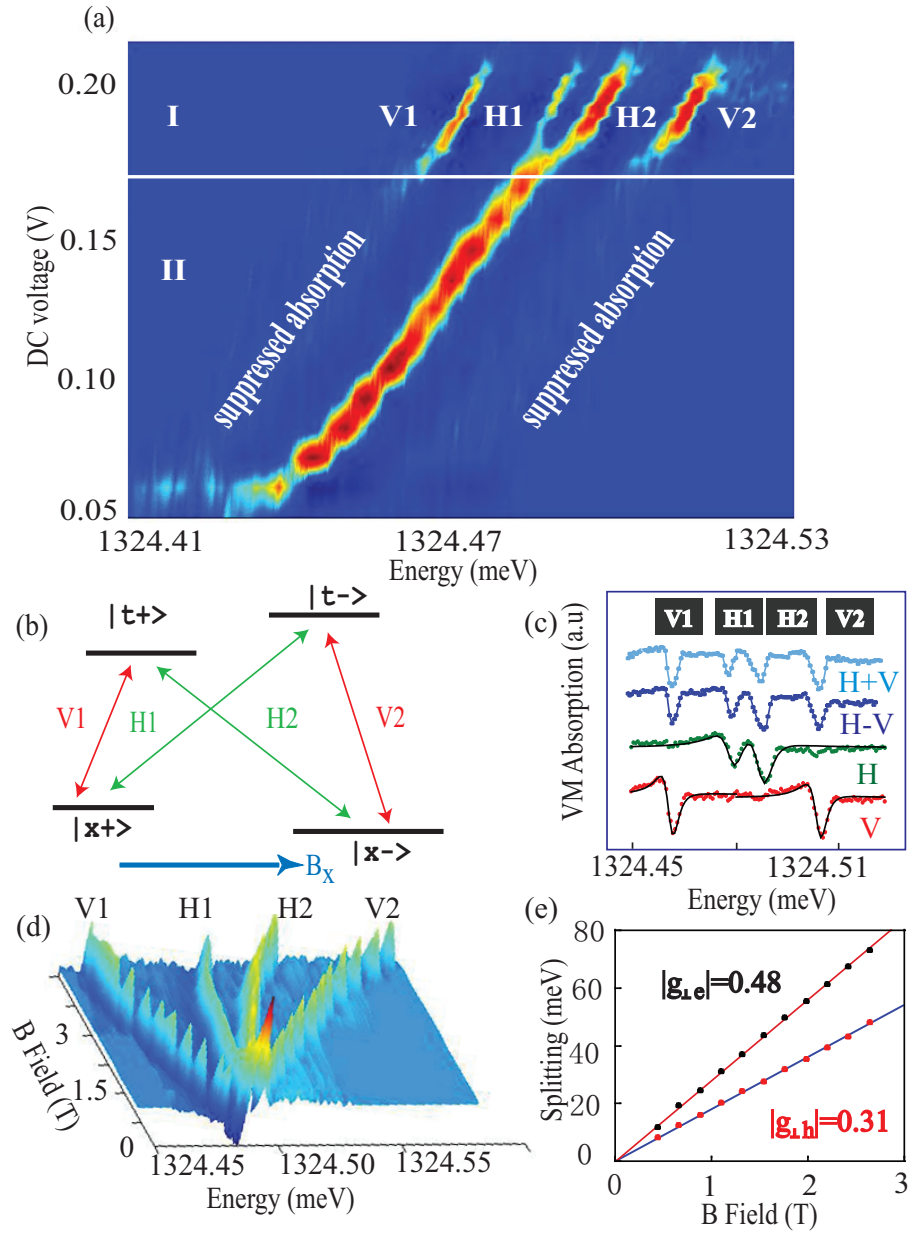 (a)
0.20
0.15
0.10
0.05
DC voltage (V)
I
V1
H1
H2
V2
II
suppressed absorption
suppressed absorption
1324.41
1324.47
1324.53
Energy (meV)
(b)
|t+>
|t->
V1
H1
H2
V2
|x+>
|x->
Bx
(c)
VM Absorption (a.u)
V1
H1
H2
V2
H+V
H-V
H
V
1324.45
1324.51
Energy (meV)
(d)
V1
H1
H2
V2
B Field (T)
3
1.5
0
1324.45
1324.50
1324.55
Energy (meV)
(e)
Splitting (meV)
80
60
40
20
0
|g⊥e|=0.48
|g⊥h|=0.31
0
1
2
3
B Field (T)